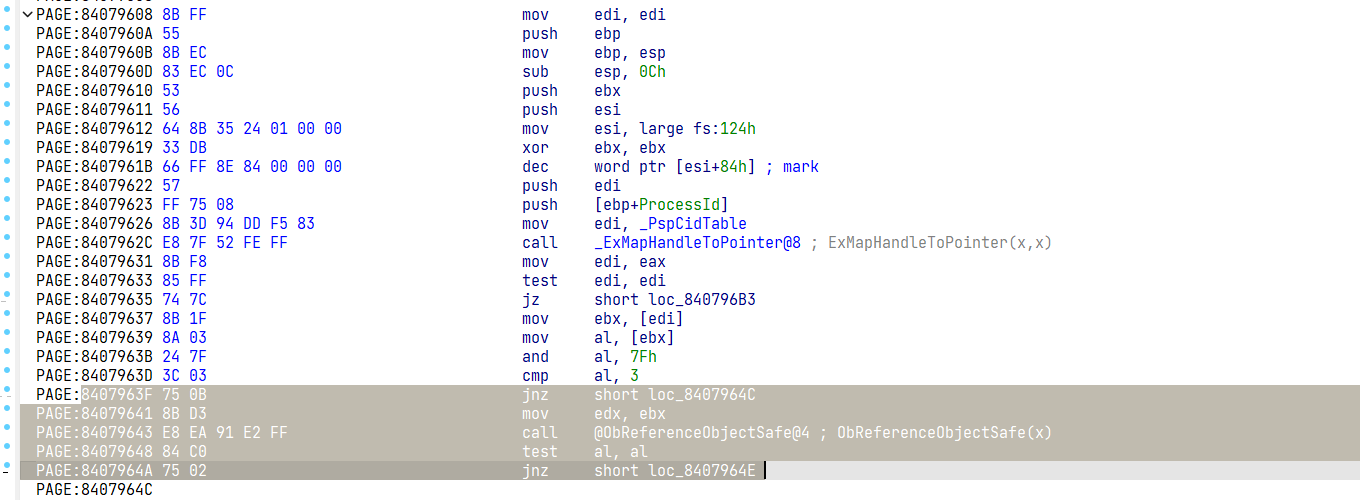 PAGE:84079608 8B FF mov edi, edi
PAGE:8407960A 55 push ebp
PAGE:8407960B 8B EC mov ebp, esp
PAGE:8407960D 83 EC 0C sub esp, 0Ch
PAGE:84079610 53 push ebx
PAGE:84079611 56 push esi
PAGE:84079612 64 8B 35 24 01 00 00 mov esi, large fs:124h
PAGE:84079619 33 DB xor ebx, ebx
PAGE:8407961B 66 FF 8E 84 00 00 00 dec word ptr [esi+84h] ; mark
PAGE:84079622 57 push edi
PAGE:84079623 FF 75 08 push [ebp+ProcessId]
PAGE:84079626 8B 3D 94 DD F5 83 mov edi, _PspCidTable
PAGE:8407962C E8 7F 52 FE FF call _ExMapHandleToPointer@8 ; ExMapHandleToPointer(x,x)
PAGE:84079631 8B F8 mov edi, eax
PAGE:84079633 85 FF test edi, edi
PAGE:84079635 74 7C jz short loc_840796B3
PAGE:84079637 8B 1F mov ebx, [edi]
PAGE:84079639 8A 03 mov al, [ebx]
PAGE:8407963B 24 7F and al, 7Fh
PAGE:8407963D 3C 03 cmp al, 3
PAGE:8407963F 75 0B jnz short loc_8407964C
PAGE:84079641 8B D3 mov edx, ebx
PAGE:84079643 E8 EA 91 E2 FF call @ObReferenceObjectSafe@4 ; ObReferenceObjectSafe(x)
PAGE:84079648 84 C0 test al, al
PAGE:8407964A 75 02 jnz short loc_8407964E
PAGE:8407964C